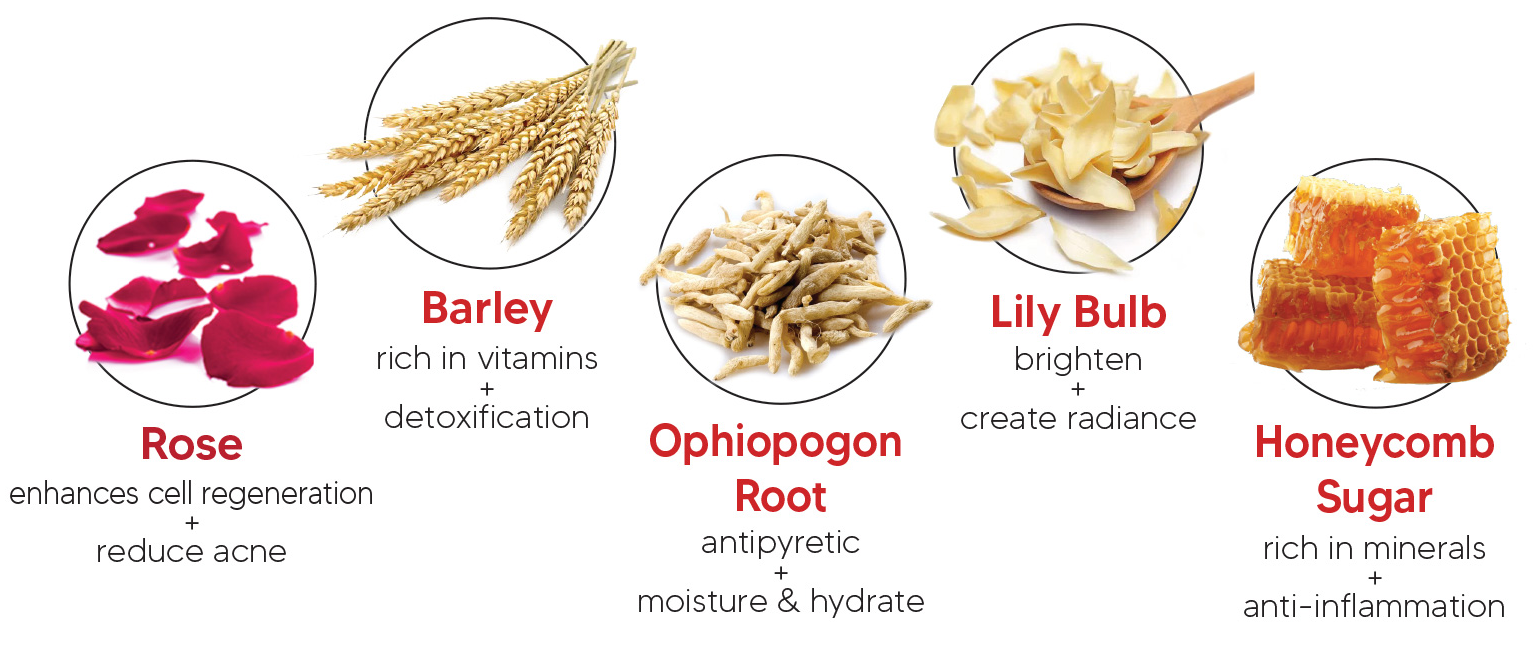 Rose
enhances cell regeneration
+
reduce acne
Barley
rich in vitamins
+
detoxification
Ophiopogon
Root
antipyretic
+
moisture & hydrate
Lily Bulb
brighten
+
create radiance
Honeycomb
Sugar
rich in minerals
+
anti-inflammation